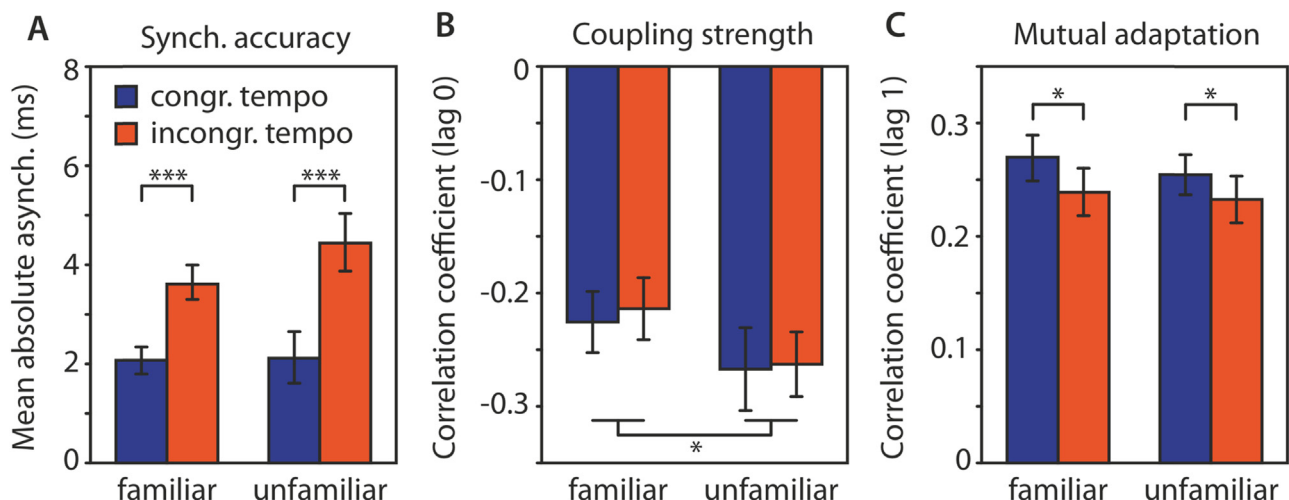 A
Synch. accuracy
Mean absolute asynch. (ms)
8
6
4
2
0
congr. tempo
incongr. tempo
***
***
familiar
unfamiliar
B
Coupling strength
Correlation coefficient (lag 0)
0
-0.1
-0.2
-0.3
*
familiar
unfamiliar
C
Mutual adaptation
Correlation coefficient (lag 1)
0.3
0.2
0.1
0
*
*
familiar
unfamiliar